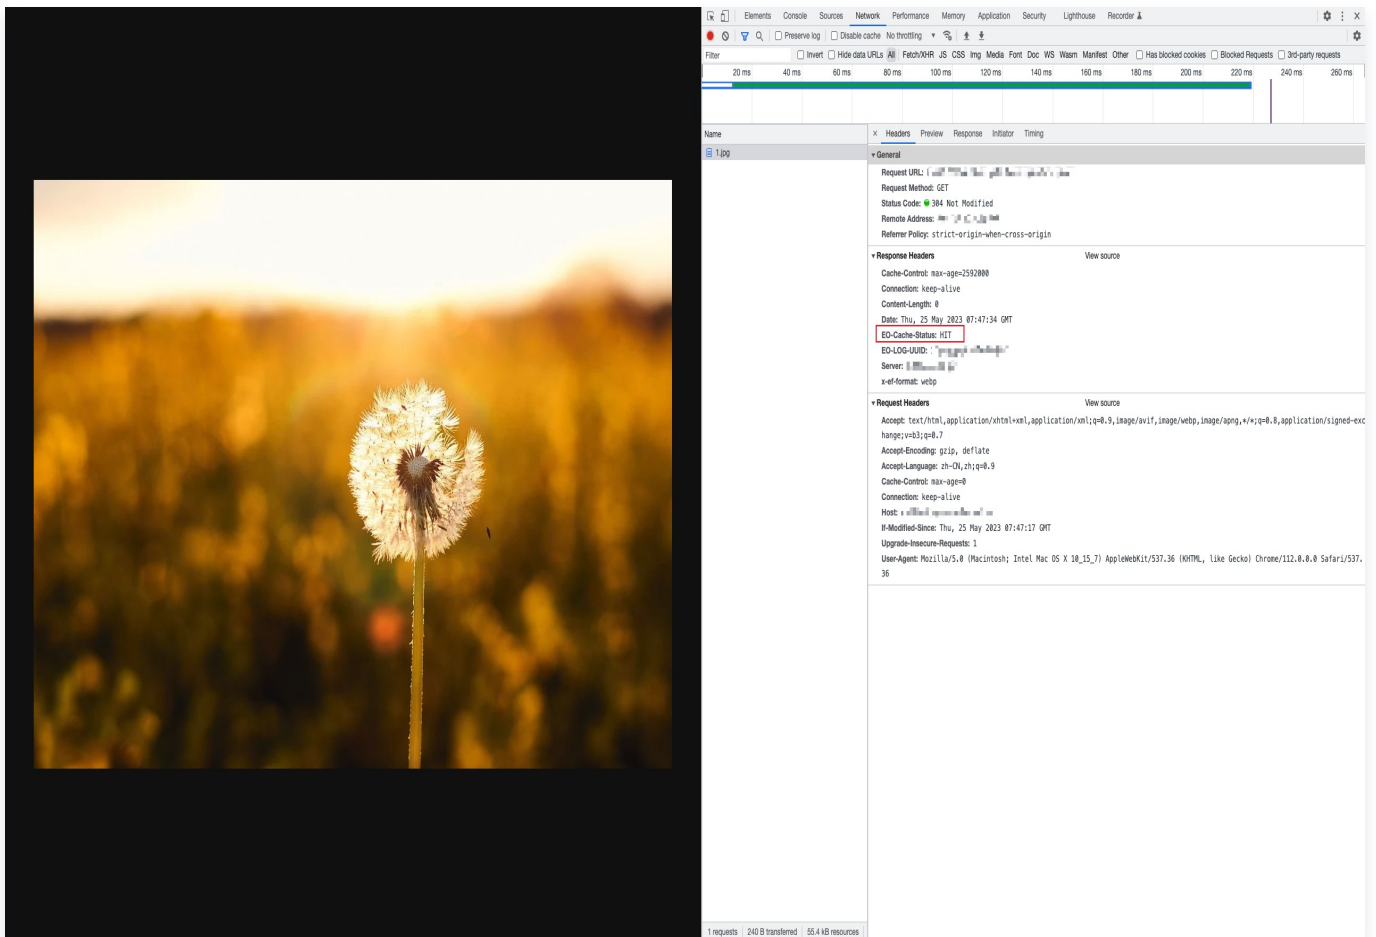 Elements Console Sources Network Performance Memory Application Security Lighthouse Recorder
Preserve log Disable cache No throttling
Filter Invert Hide data URLs All Fetch/XHR JS CSS Img Media Font Doc WS Wasm Manifest Other Has blocked cookies Blocked Requests 3rd-party requests
20 ms 40 ms 60 ms 80 ms 100 ms 120 ms 140 ms 160 ms 180 ms 200 ms 220 ms 240 ms 260 ms
Name
× Headers Preview Response Initiator Timing
1.jpg
General
Request URL:
Request Method: GET
Status Code: 304 Not Modified
Remote Address:
Referrer Policy: strict-origin-when-cross-origin
Response Headers View source
Cache-Control: max-age=2592000
Connection: keep-alive
Content-Length: 0
Date: Thu, 25 May 2023 07:47:34 GMT
EO-Cache-Status: HIT
EO-LOG-UUID:
Server:
x-ef-format: webp
Request Headers View source
Accept: text/html,application/xhtml+xml,application/xml;q=0.9,image/avif,image/webp,image/apng,*/*;q=0.8,application/signed-exc
hange;v=b3;q=0.7
Accept-Encoding: gzip, deflate
Accept-Language: zh-CN,zh;q=0.9
Cache-Control: max-age=0
Connection: keep-alive
Host:
If-Modified-Since: Thu, 25 May 2023 07:47:17 GMT
Upgrade-Insecure-Requests: 1
User-Agent: Mozilla/5.0 (Macintosh; Intel Mac OS X 10_15_7) AppleWebKit/537.36 (KHTML, like Gecko) Chrome/112.0.0.0 Safari/537.
36
1 requests 240 B transferred 55.4 kB resources